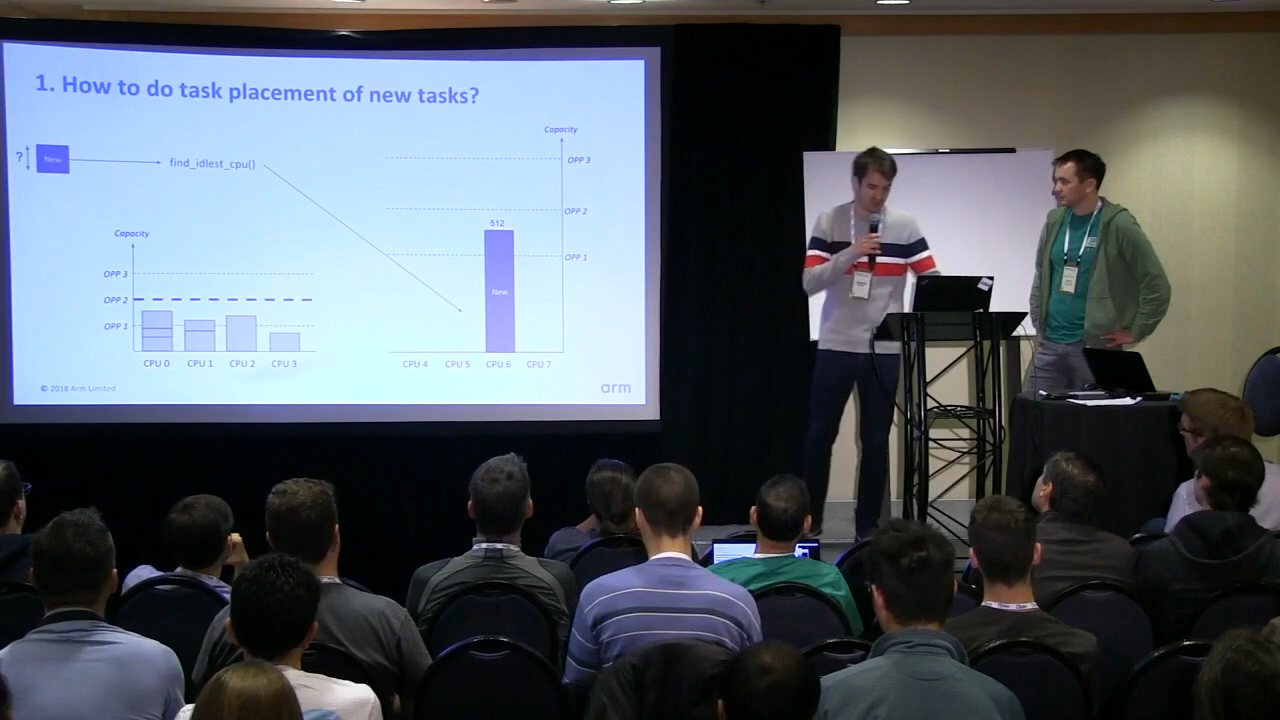 1. How to do task placement of new tasks?
?
New
find_idlest_cpu()
Capacity
OPP 3
OPP 2
OPP 1
CPU 0 CPU 1 CPU 2 CPU 3
Capacity
OPP 3
OPP 2
OPP 1
512
New
CPU 4 CPU 5 CPU 6 CPU 7
© 2018 Arm Limited
arm